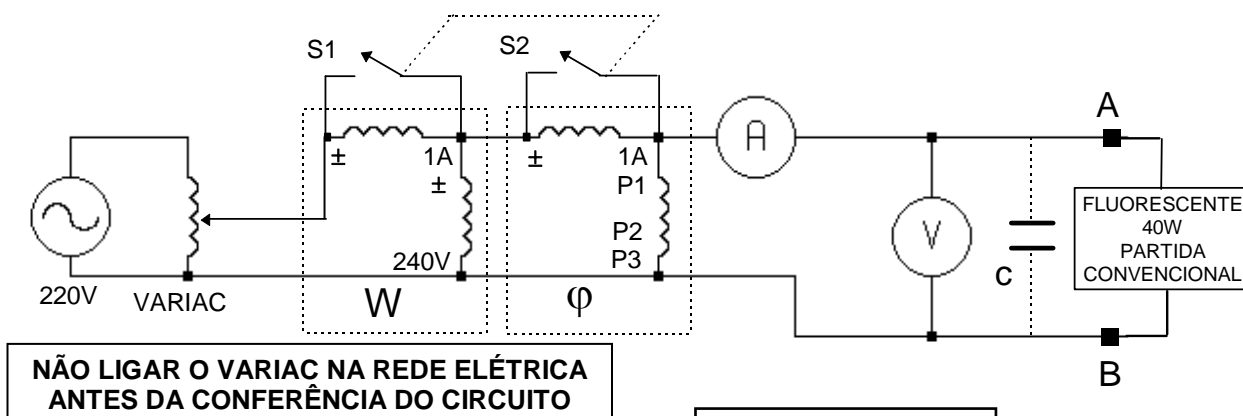 S1
S2
A
A
±
1A
±
1A
±
P1
P2
P3
V
FLUORESCENTE
40W
PARTIDA
CONVENCIONAL
240V
c
220V
VARIAC
W
φ
B
NÃO LIGAR O VARIAC NA REDE ELÉTRICA
ANTES DA CONFERÊNCIA DO CIRCUITO